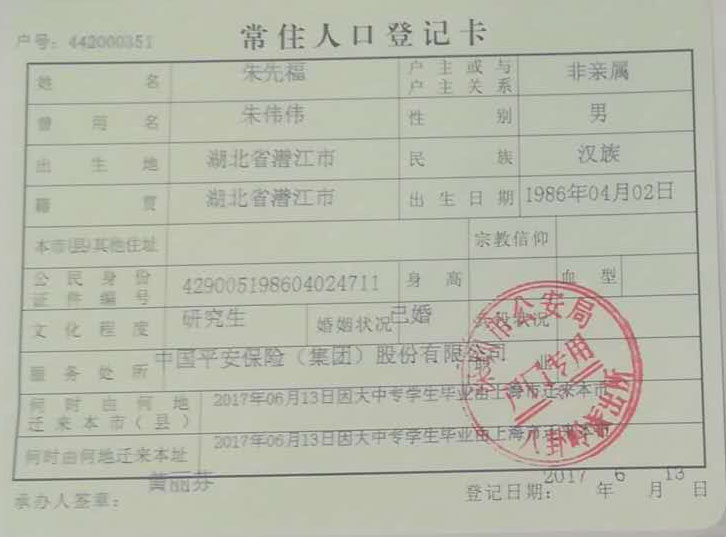 常住人口登记卡
户号: 442000351
姓名 朱先福 户主或与户主关系 非亲属
曾用名 朱伟伟 性别 男
出生地 湖北省潜江市 民族 汉族
籍贯 湖北省潜江市 出生日期 1986年04月02日
本市(县)其他住址 宗教信仰
公民身份证件编号 429005198604024711 身高 血型
文化程度 研究生 婚姻状况 已婚 兵役状况
服务处所 中国平安保险（集团）股份有限公司 业
何时由何地迁来本市(县) 2017年06月13日因大中专学生毕业由上海市迁来本市
何时由何地迁来本址 2017年06月13日因大中专学生毕业由上海市迁来本市
承办人签章: 黄丽芬 登记日期: 2017年6月13日
市公安局
户口专用
八卦岭派出所